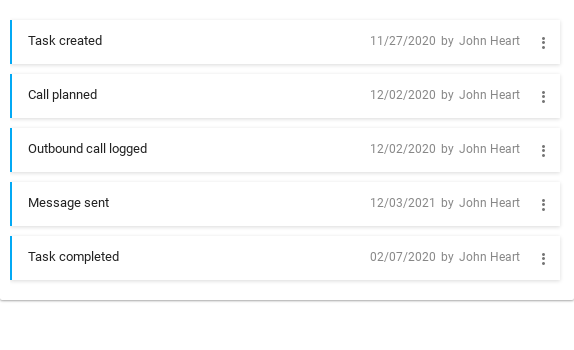 Task created 11/27/2020 by John Heart
Call planned 12/02/2020 by John Heart
Outbound call logged 12/02/2020 by John Heart
Message sent 12/03/2021 by John Heart
Task completed 02/07/2020 by John Heart